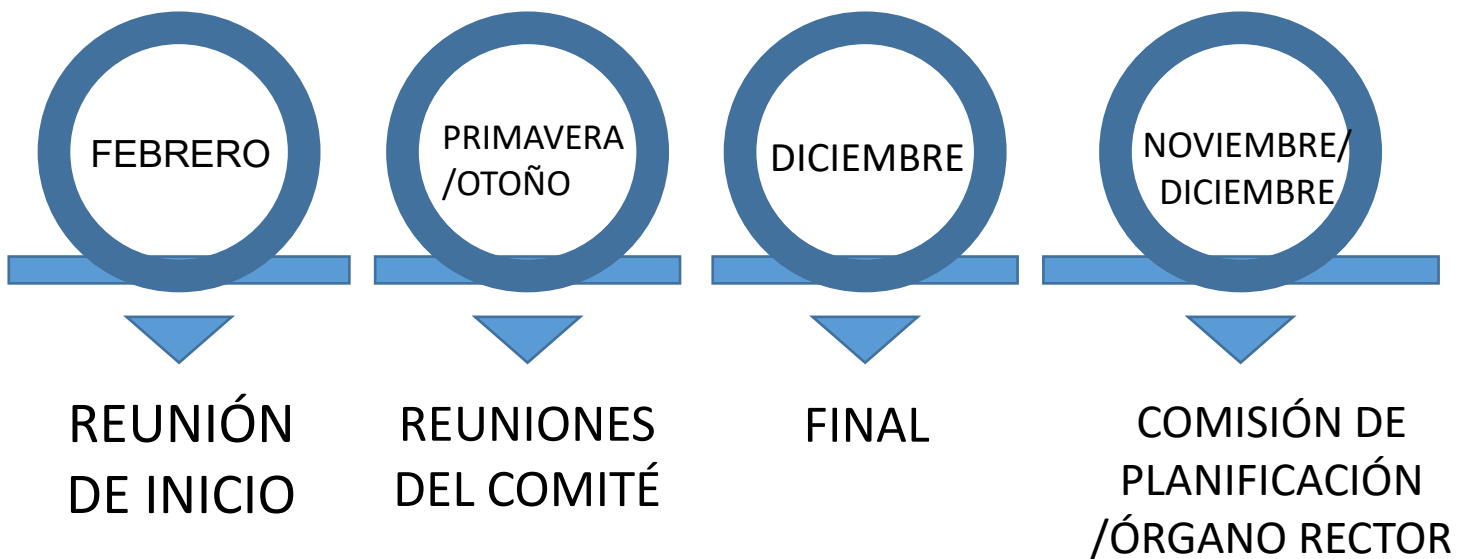 FEBRERO
PRIMAVERA
/OTOÑO
DICIEMBRE
NOVIEMBRE/
DICIEMBRE
REUNIÓN
DE INICIO
REUNIONES
DEL COMITÉ
FINAL
COMISIÓN DE
PLANIFICACIÓN
/ÓRGANO RECTOR